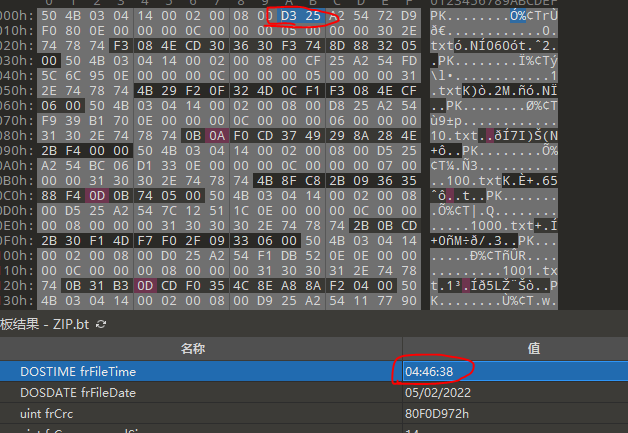 0 1 2 3 4 5 6 7 8 9 A B C D E F 0123456789ABCDEF
000h: 50 4B 03 04 14 00 02 00 08 00 D3 25 A2 54 72 D9 PK........Ó%¢TrÙ
010h: F0 80 0E 00 00 00 0C 00 00 00 05 00 00 00 30 2E ð€............0.
020h: 74 78 74 F3 08 4E CD 30 36 30 F3 74 8D 88 32 05 txtó.NÍ060ót.ˆ2.
030h: 00 50 4B 03 04 14 00 02 00 08 00 CF 25 A2 54 FD .PK........Ï%¢Tý
040h: 5C 6C 95 0E 00 00 00 0C 00 00 00 05 00 00 00 31 \l•............1
050h: 2E 74 78 74 4B 29 F2 0F 32 4D 0C F1 F3 08 4E CF .txtK)ò.2M.ñó.NÏ
060h: 06 00 50 4B 03 04 14 00 02 00 08 00 D8 25 A2 54 ..PK........Ø%¢T
070h: F9 39 B1 70 0E 00 00 00 0C 00 00 00 06 00 00 00 ù9±p............
080h: 31 30 2E 74 78 74 0B 0A F0 CD 37 49 29 8A 28 4E 10.txt..ðÍ7I)Š(N
090h: 2B F4 00 00 50 4B 03 04 14 00 02 00 08 00 D5 25 +ô..PK........Õ%
0A0h: A2 54 BC 06 D1 33 0E 00 00 00 0C 00 00 00 07 00 ¢T¼.Ñ3..........
0B0h: 00 00 31 30 30 2E 74 78 74 4B 8F C8 2B 09 36 35 ..100.txtK.È+.65
0C0h: 88 F4 0D 0B 74 05 00 50 4B 03 04 14 00 02 00 08 ˆô..t..PK.......
0D0h: 00 D5 25 A2 54 7C 12 51 1C 0E 00 00 00 0C 00 00 .Õ%¢T|.Q........
0E0h: 00 08 00 00 00 31 30 30 30 2E 74 78 74 2B 0B CD .....1000.txt+.Í
0F0h: 2B 30 F1 4D F7 F0 2F 09 33 06 00 50 4B 03 04 14 +0ñM÷ð/.3..PK...
100h: 00 02 00 08 00 D0 25 A2 54 F1 DB 52 0E 00 00 00 .....Ð%¢TñÛR....
110h: 0C 00 01 00 08 00 00 00 31 30 30 31 2E 74 78 ........1001.tx
120h: 74 0B 31 B3 0D CD F0 35 4C 8E A8 8A F2 04 00 50 t.1³.Íð5LŽ¨Šò..P
130h: 4B 03 04 14 00 02 00 08 00 D9 25 A2 54 11 77 90 K........Ù%¢T.w.
板结果 - ZIP.bt
名称 值
DOSTIME frFileTime 04:46:38
DOSDATE frFileDate 05/02/2022
uint frCrc 80F0D972h